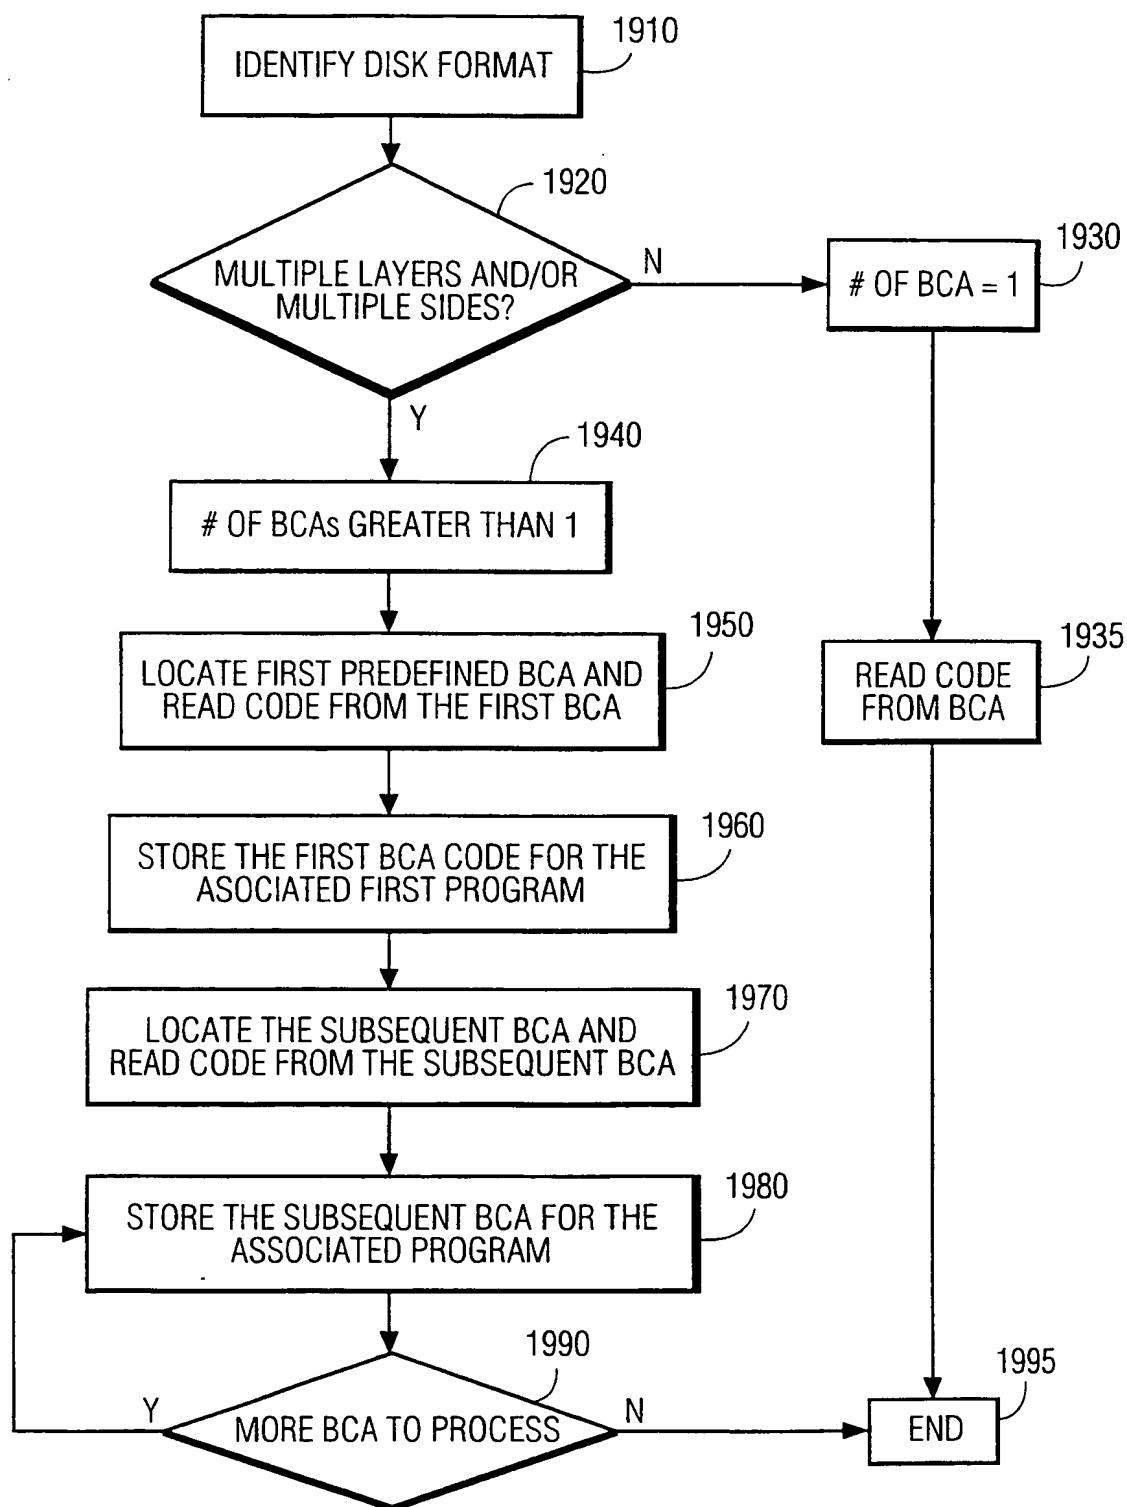 IDENTIFY DISK FORMAT
1910
1920
MULTIPLE LAYERS AND/OR
MULTIPLE SIDES?
N
Y
# OF BCA = 1
1930
1940
# OF BCAs GREATER THAN 1
1950
LOCATE FIRST PREDEFINED BCA AND
READ CODE FROM THE FIRST BCA
READ CODE
FROM BCA
1935
1960
STORE THE FIRST BCA CODE FOR THE
ASOCIATED FIRST PROGRAM
1970
LOCATE THE SUBSEQUENT BCA AND
READ CODE FROM THE SUBSEQUENT BCA
1980
STORE THE SUBSEQUENT BCA FOR THE
ASSOCIATED PROGRAM
1990
Y
MORE BCA TO PROCESS
N
END
1995